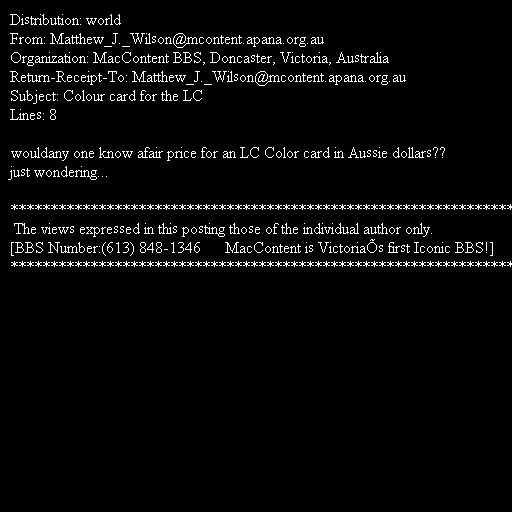 Distribution: world
From: Matthew_J._Wilson@mcontent.apana.org.au
Organization: MacContent BBS, Doncaster, Victoria, Australia
Return-Receipt-To: Matthew_J._Wilson@mcontent.apana.org.au
Subject: Colour card for the LC
Lines: 8

wouldany one know afair price for an LC Color card in Aussie dollars??
just wondering...

***********************************************************************
 The views expressed in this posting those of the individual author only.
[BBS Number:(613) 848-1346      MacContent is VictoriaÕs first Iconic BBS!]
***********************************************************************